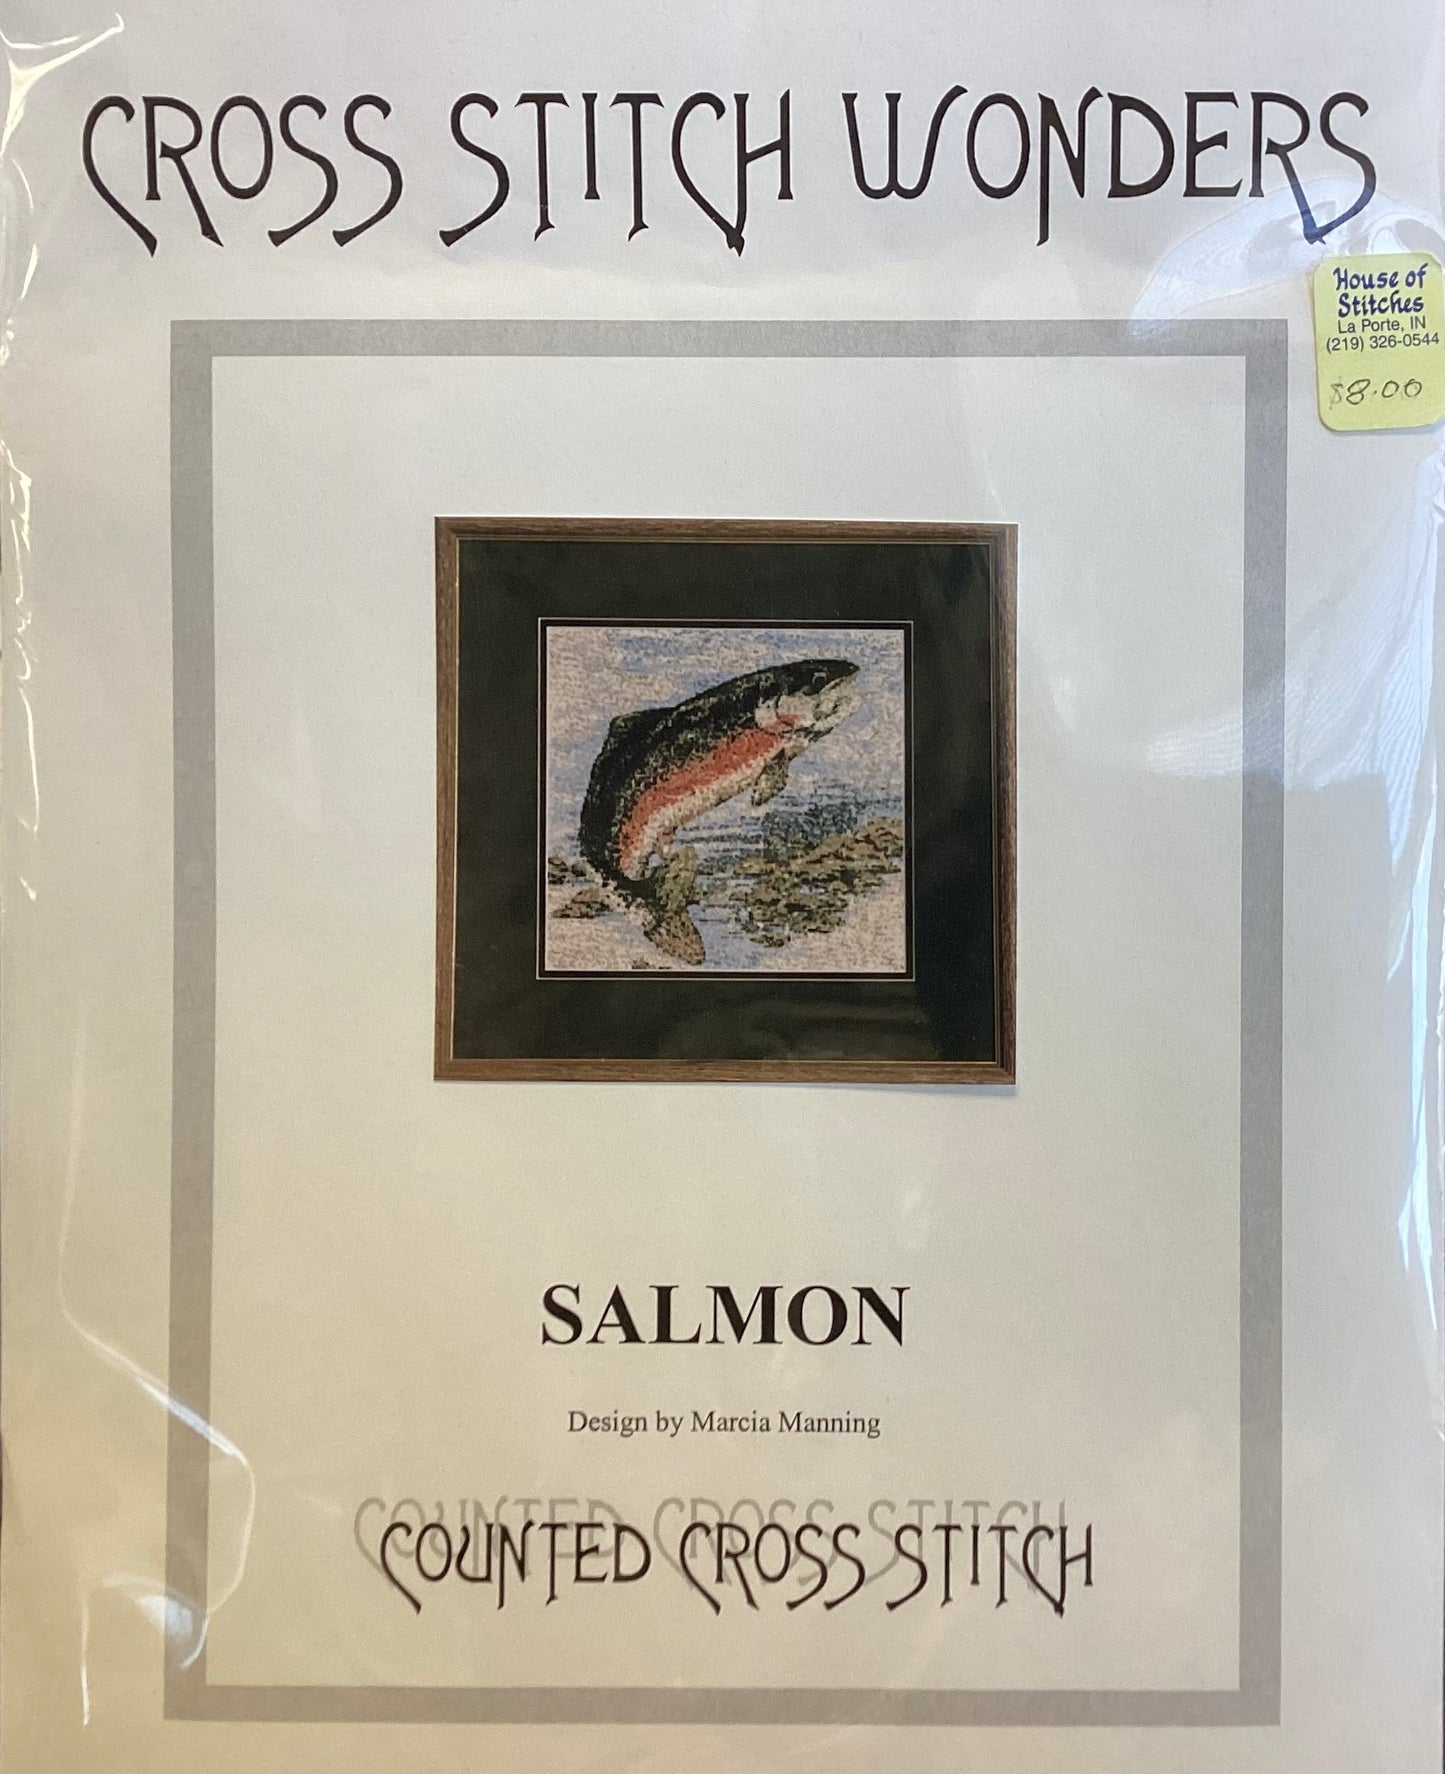 CROSS STITCH WONDERS
House of
Stitches
La Porte, IN
(219) 326-0544
$8.00
SALMON
Design by Marcia Manning
COUNTED CROSS STITCH